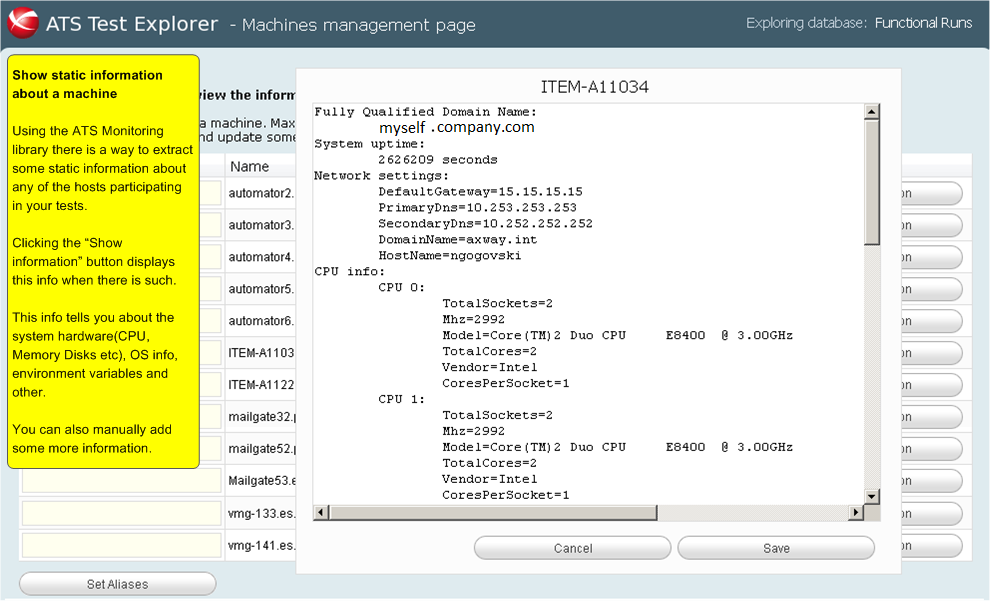 ATS Test Explorer - Machines management page
Exploring database: Functional Runs
Show static information
about a machine
Using the ATS Monitoring
library there is a way to extract
some static information about
any of the hosts participating
in your tests.
Clicking the “Show
information” button displays
this info when there is such.
This info tells you about the
system hardware(CPU,
Memory Disks etc), OS info,
environment variables and
other.
You can also manually add
some more information.
view the inform
a machine. Max
nd update some
Name
automator2.
automator3.
automator4.
automator5.
automator6.
ITEM-A1103
ITEM-A1122
mailgate32.p
mailgate52.p
Mailgate53.e
vmg-133.es.
vmg-141.es.
Set Aliases
ITEM-A11034
Fully Qualified Domain Name:
myself .company.com
System uptime:
2626209 seconds
Network settings:
DefaultGateway=15.15.15.15
PrimaryDns=10.253.253.253
SecondaryDns=10.252.252.252
DomainName=axway.int
HostName=ngogovski
CPU info:
CPU 0:
TotalSockets=2
Mhz=2992
Model=Core(TM)2 Duo CPU     E8400  @ 3.00GHz
TotalCores=2
Vendor=Intel
CoresPerSocket=1
CPU 1:
TotalSockets=2
Mhz=2992
Model=Core(TM)2 Duo CPU     E8400  @ 3.00GHz
TotalCores=2
Vendor=Intel
CoresPerSocket=1
Cancel
Save
on
on
on
on
on
on
on
on
on
on
on
on